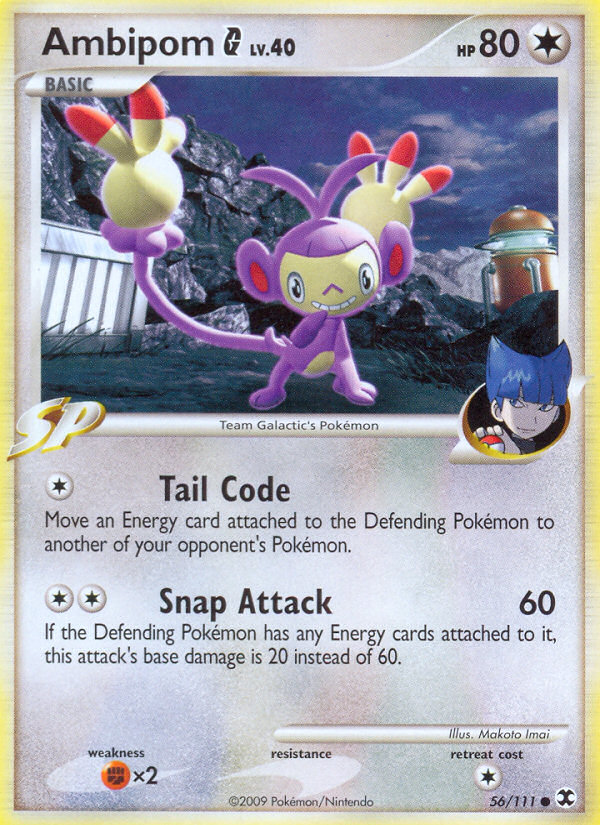 Ambipom G LV.40 HP 80
BASIC
SP
Team Galactic's Pokémon
Tail Code
Move an Energy card attached to the Defending Pokémon to
another of your opponent's Pokémon.
Snap Attack 60
If the Defending Pokémon has any Energy cards attached to it,
this attack's base damage is 20 instead of 60.
Illus. Makoto Imai
weakness resistance retreat cost
×2
©2009 Pokémon/Nintendo 56/111